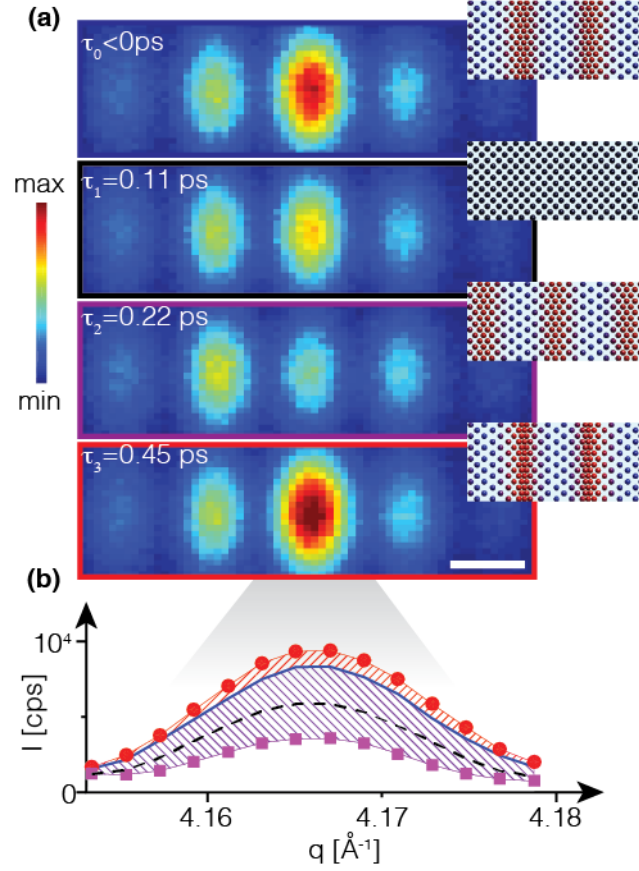 (a)
τ₀<0ps
max
τ₁=0.11 ps
τ₂=0.22 ps
min
τ₃=0.45 ps
(b)
10⁴
I [cps]
0
4.16 4.17 4.18
q [Å⁻¹]